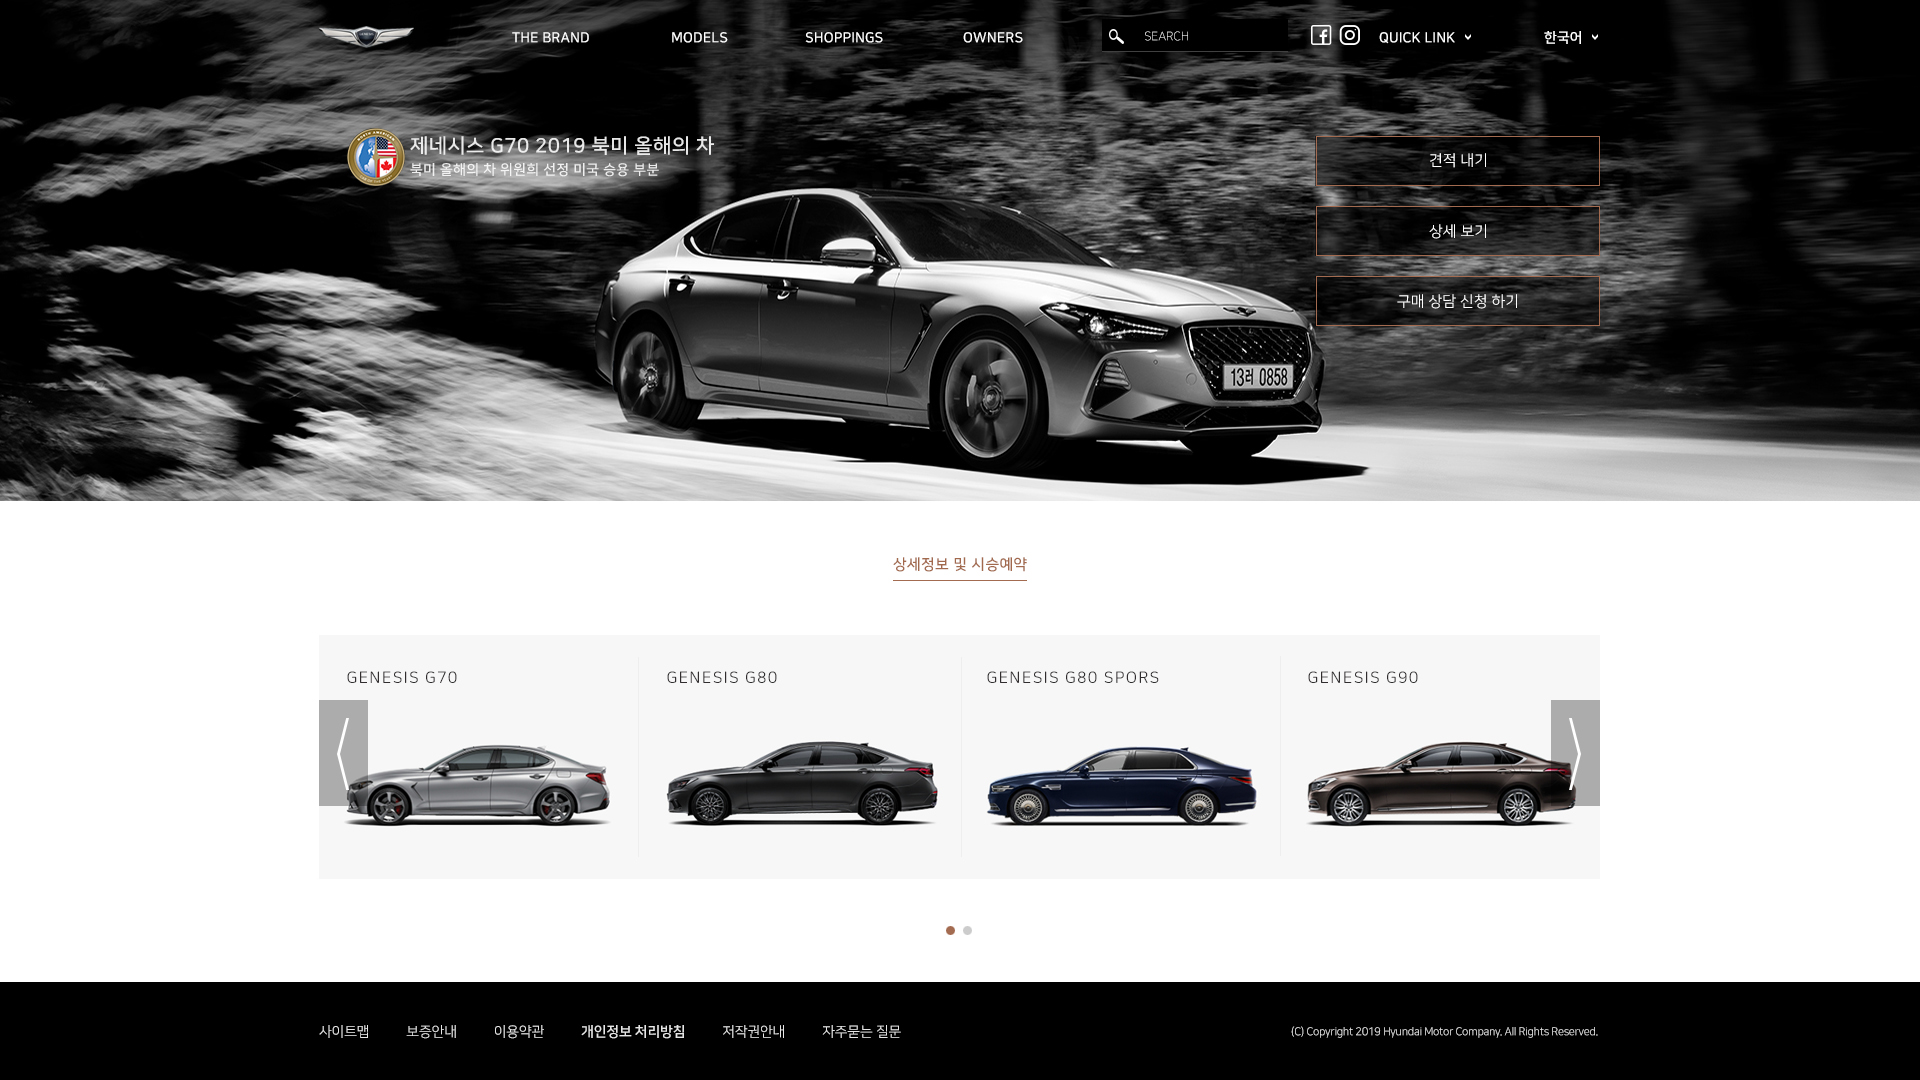 THE BRAND
MODELS
SHOPPINGS
OWNERS
SEARCH
QUICK LINK
한국어
제네시스 G70 2019 북미 올해의 차
북미 올해의 차 위원회 선정 미국 승용 부분
견적 내기
상세 보기
구매 상담 신청 하기
13러 0858
상세정보 및 시승예약
GENESIS G70
GENESIS G80
GENESIS G80 SPORS
GENESIS G90
사이트맵
보증안내
이용약관
개인정보 처리방침
저작권안내
자주묻는 질문
(C) Copyright 2019 Hyundai Motor Company. All Rights Reserved.